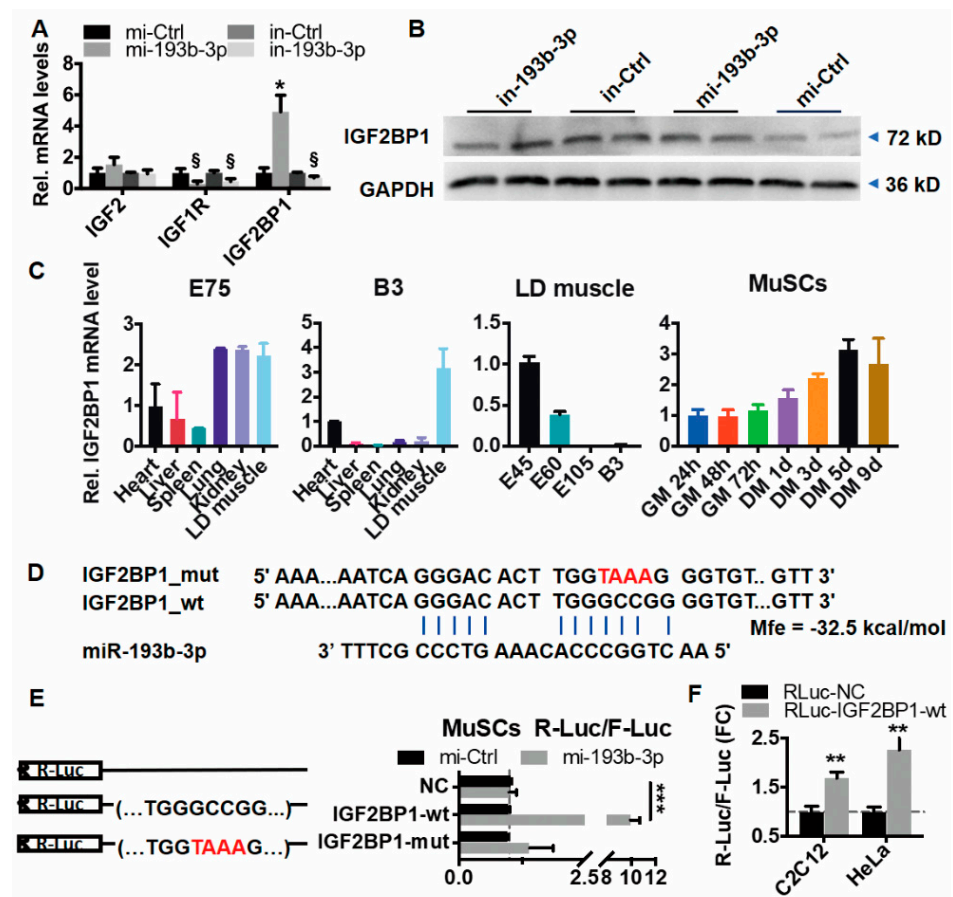 A
mi-Ctrl
in-Ctrl
mi-193b-3p
in-193b-3p
Rel. mRNA levels
8
6
4
2
0
*
§
§
§
IGF2
IGF1R
IGF2BP1
B
in-193b-3p
in-Ctrl
mi-193b-3p
mi-Ctrl
IGF2BP1
72 kD
GAPDH
36 kD
C
Rel. IGF2BP1 mRNA level
E75
3
2
1
0
Heart
Liver
Spleen
Lung
Kidney
LD muscle
B3
5
4
3
2
1
0
Heart
Liver
Spleen
Lung
Kidney
LD muscle
LD muscle
1.5
1.0
0.5
0.0
E45
E60
E105
B3
MuSCs
4
3
2
1
0
GM 24h
GM 48h
GM 72h
DM 1d
DM 3d
DM 5d
DM 9d
D
IGF2BP1_mut 5' AAA...AATCA GGGAC ACT TGGTAAAG GGTGT.. GTT 3'
IGF2BP1_wt 5' AAA...AATCA GGGAC ACT TGGGCCGG GGTGT...GTT 3'
Mfe = -32.5 kcal/mol
miR-193b-3p 3' TTTCG CCCTG AAACACCCGGTC AA 5'
E
R-Luc
R-Luc (...TGGGCCGG...)
R-Luc (...TGGTAAAG...)
MuSCs R-Luc/F-Luc
mi-Ctrl mi-193b-3p
NC
IGF2BP1-wt
IGF2BP1-mut
***
0.0 2.5 8 10 12
F
RLuc-NC
RLuc-IGF2BP1-wt
R-Luc/F-Luc (FC)
2.5
1.5
0.5
**
**
C2C12
HeLa